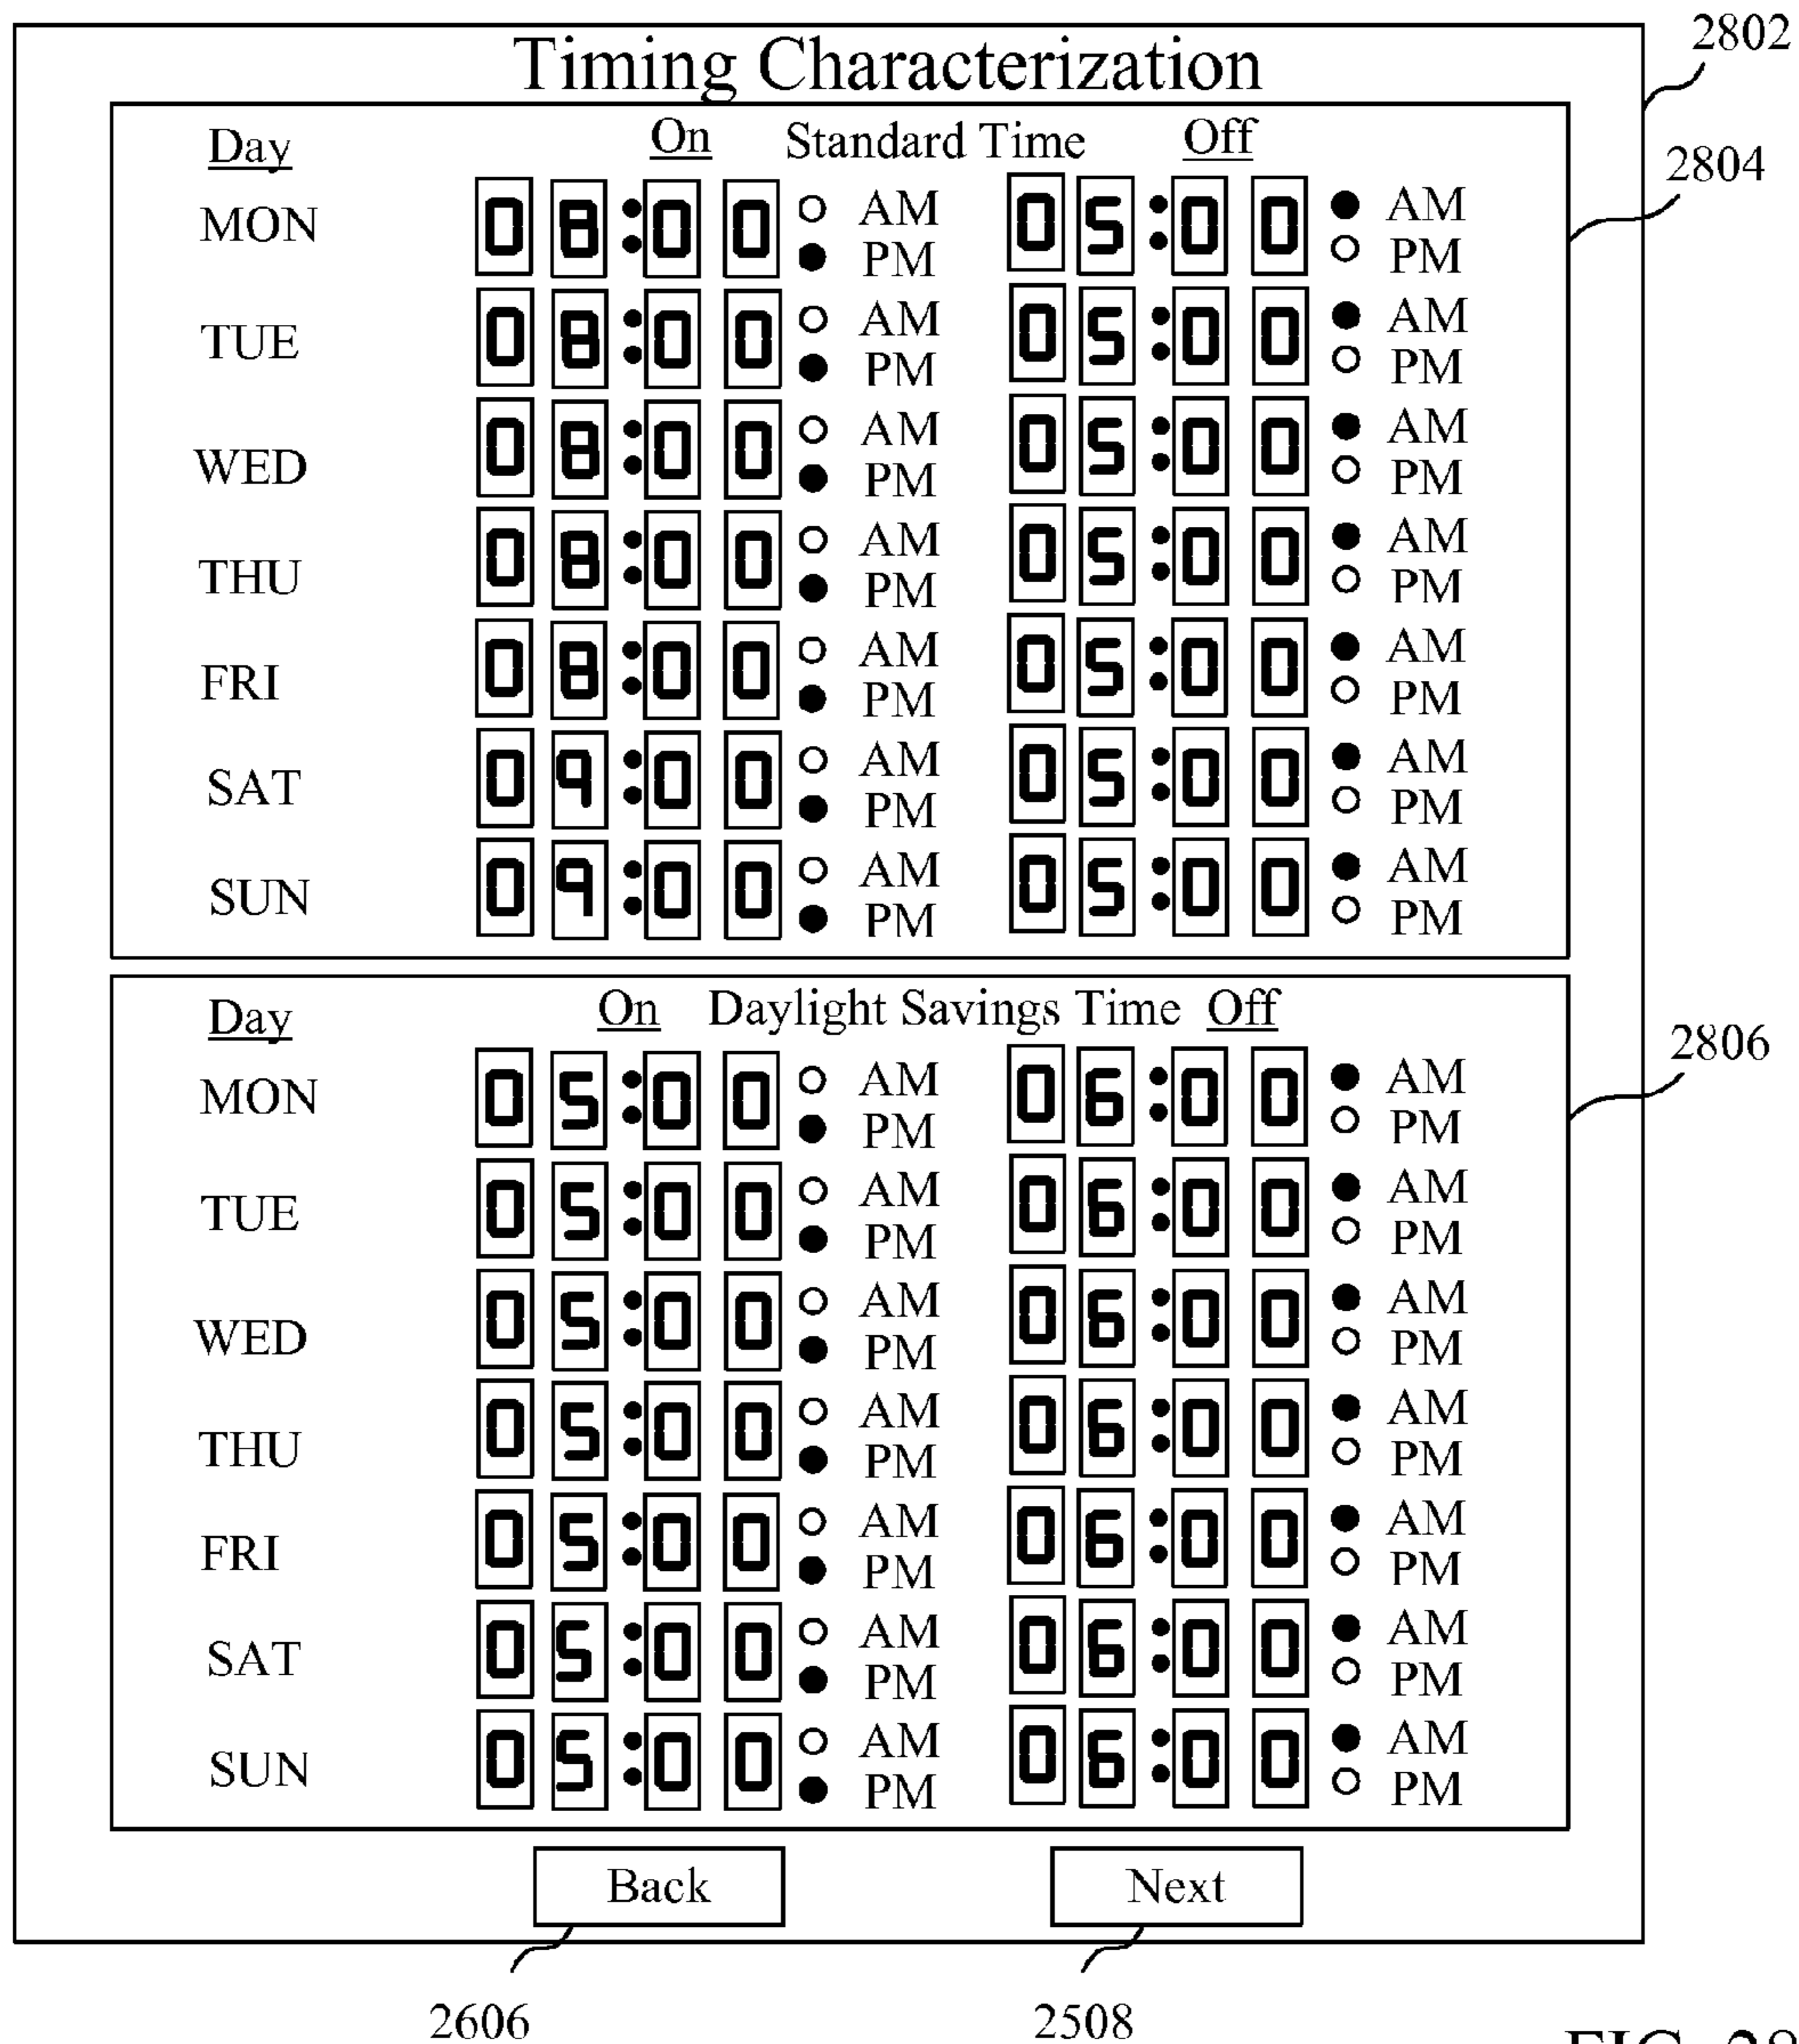 Timing Characterization
2802
Day On Standard Time Off
2804
MON 08:00 AM PM 05:00 AM PM
TUE 08:00 AM PM 05:00 AM PM
WED 08:00 AM PM 05:00 AM PM
THU 08:00 AM PM 05:00 AM PM
FRI 08:00 AM PM 05:00 AM PM
SAT 09:00 AM PM 05:00 AM PM
SUN 09:00 AM PM 05:00 AM PM
Day On Daylight Savings Time Off
2806
MON 05:00 AM PM 06:00 AM PM
TUE 05:00 AM PM 06:00 AM PM
WED 05:00 AM PM 06:00 AM PM
THU 05:00 AM PM 06:00 AM PM
FRI 05:00 AM PM 06:00 AM PM
SAT 05:00 AM PM 06:00 AM PM
SUN 05:00 AM PM 06:00 AM PM
Back Next
2606 2508